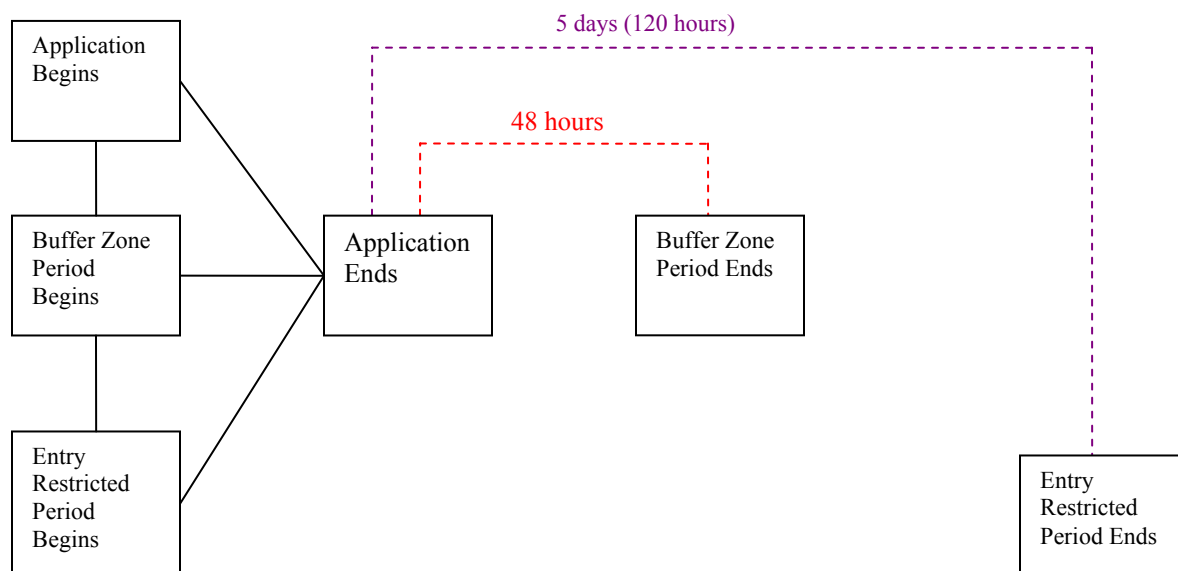 5 days (120 hours)
Application
Begins
48 hours
Buffer Zone
Period
Begins
Application
Ends
Buffer Zone
Period Ends
Entry
Restricted
Period
Begins
Entry
Restricted
Period Ends